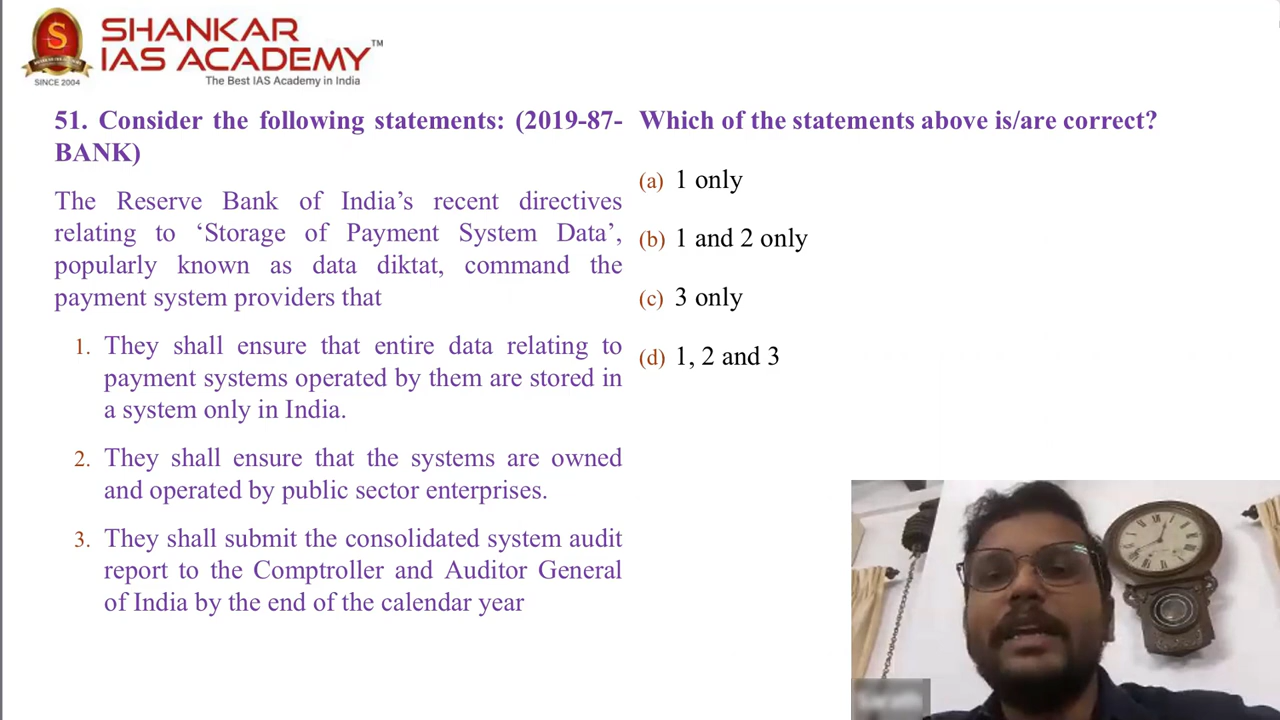 SHANKAR
IAS ACADEMY™
The Best IAS Academy in India
S
SINCE 2004
51. Consider the following statements: (2019-87-
BANK)
The Reserve Bank of India’s recent directives
relating to ‘Storage of Payment System Data’,
popularly known as data diktat, command the
payment system providers that
1. They shall ensure that entire data relating to
payment systems operated by them are stored in
a system only in India.
2. They shall ensure that the systems are owned
and operated by public sector enterprises.
3. They shall submit the consolidated system audit
report to the Comptroller and Auditor General
of India by the end of the calendar year
Which of the statements above is/are correct?
(a) 1 only
(b) 1 and 2 only
(c) 3 only
(d) 1, 2 and 3